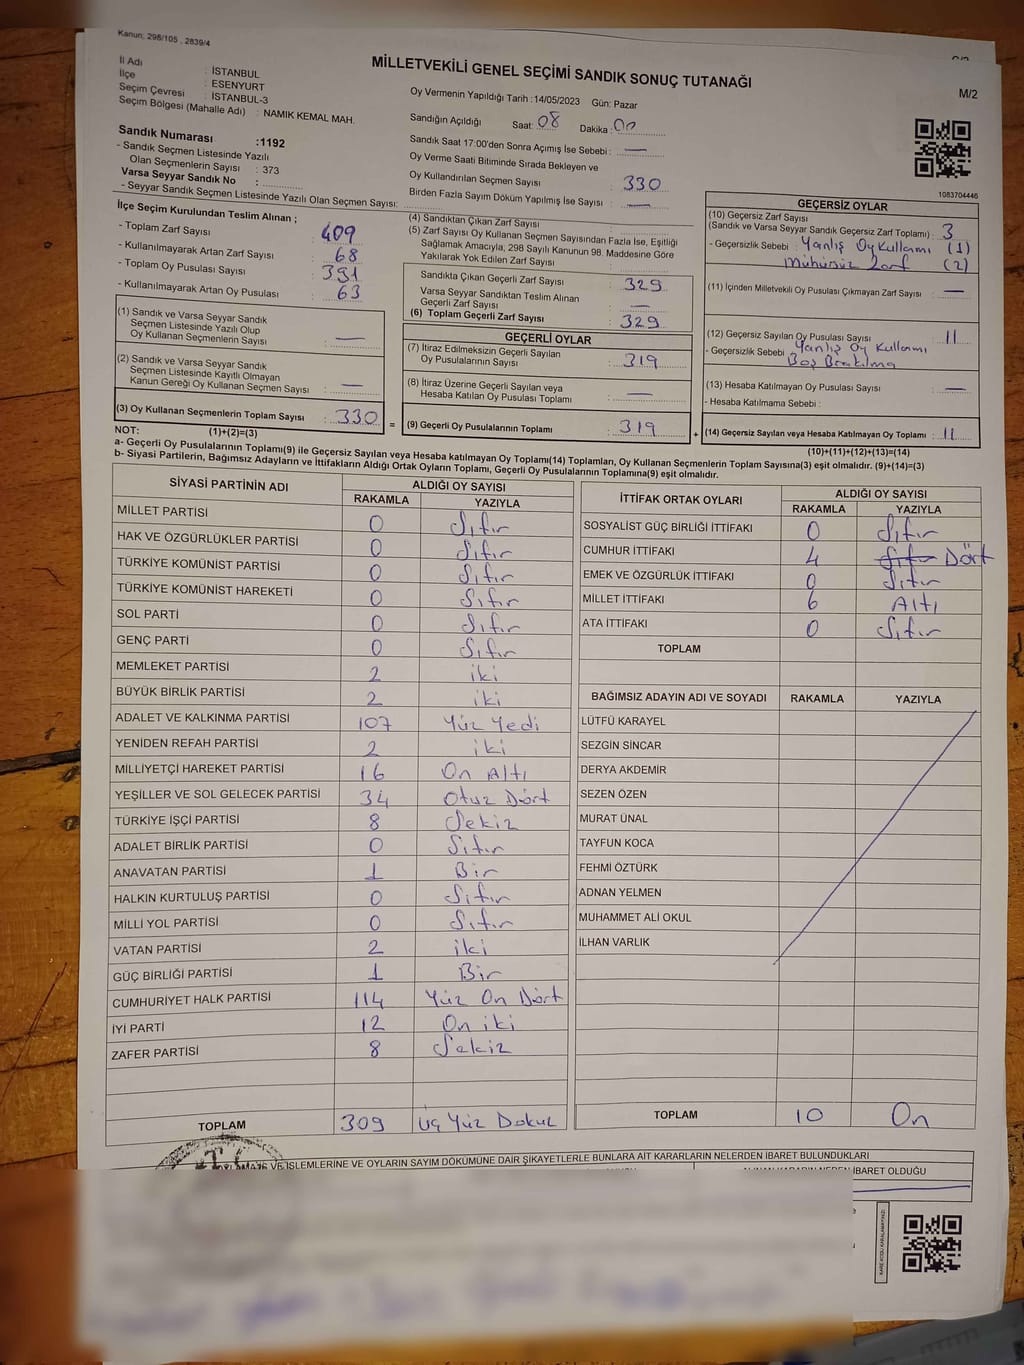 Kanun, 298/105 , 2839/4
MİLLETVEKİLİ GENEL SEÇİMİ SANDIK SONUÇ TUTANAĞI
M/2
İl Adı : İSTANBUL
İlçe : ESENYURT
Seçim Çevresi : İSTANBUL-3
Seçim Bölgesi (Mahalle Adı) : NAMIK KEMAL MAH.
Sandık Numarası :1192
- Sandık Seçmen Listesinde Yazılı
Olan Seçmenlerin Sayısı : 373
Varsa Seyyar Sandık No :
- Seyyar Sandık Seçmen Listesinde Yazılı Olan Seçmen Sayısı:
Oy Vermenin Yapıldığı Tarih :14/05/2023 Gün: Pazar
Sandığın Açıldığı Saat: 08 Dakika : 00
Sandık Saat 17:00'den Sonra Açımış İse Sebebi : —
Oy Verme Saati Bitiminde Sırada Bekleyen ve
Oy Kullandırılan Seçmen Sayısı : 330
Birden Fazla Sayım Döküm Yapılmış İse Sayısı : —
İlçe Seçim Kurulundan Teslim Alınan ;
- Toplam Zarf Sayısı : 409
- Kullanılmayarak Artan Zarf Sayısı : 68
- Toplam Oy Pusulası Sayısı : 391
- Kullanılmayarak Artan Oy Pusulası : 63
(1) Sandık ve Varsa Seyyar Sandık
Seçmen Listesinde Yazılı Olup
Oy Kullanan Seçmenlerin Sayısı : —
(2) Sandık ve Varsa Seyyar Sandık
Seçmen Listesinde Kayıtlı Olmayan
Kanun Gereği Oy Kullanan Seçmen Sayısı : —
(3) Oy Kullanan Seçmenlerin Toplam Sayısı : 330
(1)+(2)=(3)
(4) Sandıktan Çıkan Zarf Sayısı :
(5) Zarf Sayısı Oy Kullanan Seçmen Sayısından Fazla İse, Eşitliği
Sağlamak Amacıyla, 298 Sayılı Kanunun 98. Maddesine Göre
Yakılarak Yok Edilen Zarf Sayısı :
Sandıkta Çıkan Geçerli Zarf Sayısı : 329
Varsa Seyyar Sandıktan Teslim Alınan
Geçerli Zarf Sayısı : —
(6) Toplam Geçerli Zarf Sayısı : 329
GEÇERLİ OYLAR
(7) İtiraz Edilmeksizin Geçerli Sayılan
Oy Pusulalarının Sayısı : 319
(8) İtiraz Üzerine Geçerli Sayılan veya
Hesaba Katılan Oy Pusulası Toplamı : —
= (9) Geçerli Oy Pusulalarının Toplamı : 319 +
1083704446
GEÇERSİZ OYLAR
(10) Geçersiz Zarf Sayısı
(Sandık ve Varsa Seyyar Sandık Geçersiz Zarf Toplamı) : 3
- Geçersizlik Sebebi : Yanlış Oy Kullamı (1)
Mühürsüz Zarf (2)
(11) İçinden Milletvekili Oy Pusulası Çıkmayan Zarf Sayısı : —
(12) Geçersiz Sayılan Oy Pusulası Sayısı : 11
- Geçersizlik Sebebi : Yanlış Oy Kullamı
Boş Bırakılma
(13) Hesaba Katılmayan Oy Pusulası Sayısı : —
- Hesaba Katılmama Sebebi :
(14) Geçersiz Sayılan veya Hesaba Katılmayan Oy Toplamı : 11
(10)+(11)+(12)+(13)=(14)
NOT:
a- Geçerli Oy Pusulalarının Toplamı(9) ile Geçersiz Sayılan veya Hesaba katılmayan Oy Toplamı(14) Toplamları, Oy Kullanan Seçmenlerin Toplam Sayısına(3) eşit olmalıdır. (9)+(14)=(3)
b- Siyasi Partilerin, Bağımsız Adayların ve İttifakların Aldığı Ortak Oyların Toplamı, Geçerli Oy Pusulalarının Toplamına(9) eşit olmalıdır.
SİYASİ PARTİNİN ADI ALDIĞI OY SAYISI
RAKAMLA YAZIYLA
MİLLET PARTİSİ 0 Sıfır
HAK VE ÖZGÜRLÜKLER PARTİSİ 0 Sıfır
TÜRKİYE KOMÜNİST PARTİSİ 0 Sıfır
TÜRKİYE KOMÜNİST HAREKETİ 0 Sıfır
SOL PARTİ 0 Sıfır
GENÇ PARTİ 0 Sıfır
MEMLEKET PARTİSİ 2 iki
BÜYÜK BİRLİK PARTİSİ 2 iki
ADALET VE KALKINMA PARTİSİ 107 Yüz Yedi
YENİDEN REFAH PARTİSİ 2 iki
MİLLİYETÇİ HAREKET PARTİSİ 16 On Altı
YEŞİLLER VE SOL GELECEK PARTİSİ 34 Otuz Dört
TÜRKİYE İŞÇİ PARTİSİ 8 Sekiz
ADALET BİRLİK PARTİSİ 0 Sıfır
ANAVATAN PARTİSİ 1 Bir
HALKIN KURTULUŞ PARTİSİ 0 Sıfır
MİLLİ YOL PARTİSİ 0 Sıfır
VATAN PARTİSİ 2 iki
GÜÇ BİRLİĞİ PARTİSİ 1 Bir
CUMHURİYET HALK PARTİSİ 114 Yüz On Dört
İYİ PARTİ 12 On iki
ZAFER PARTİSİ 8 Sekiz
TOPLAM 309 Üç Yüz Dokuz
İTTİFAK ORTAK OYLARI ALDIĞI OY SAYISI
RAKAMLA YAZIYLA
SOSYALİST GÜÇ BİRLİĞİ İTTİFAKI 0 Sıfır
CUMHUR İTTİFAKI 4 Sıfır Dört
EMEK VE ÖZGÜRLÜK İTTİFAKI 0 Sıfır
MİLLET İTTİFAKI 6 Altı
ATA İTTİFAKI 0 Sıfır
TOPLAM
BAĞIMSIZ ADAYIN ADI VE SOYADI RAKAMLA YAZIYLA
LÜTFÜ KARAYEL
SEZGİN SİNCAR
DERYA AKDEMİR
SEZEN ÖZEN
MURAT ÜNAL
TAYFUN KOCA
FEHMİ ÖZTÜRK
ADNAN YELMEN
MUHAMMET ALİ OKUL
İLHAN VARLIK
TOPLAM 10 On
VE İŞLEMLERİNE VE OYLARIN SAYIM DÖKÜMÜNE DAİR ŞİKAYETLERLE BUNLARA AİT KARARLARIN NELERDEN İBARET BULUNDUKLARI
İBARET OLDUĞU